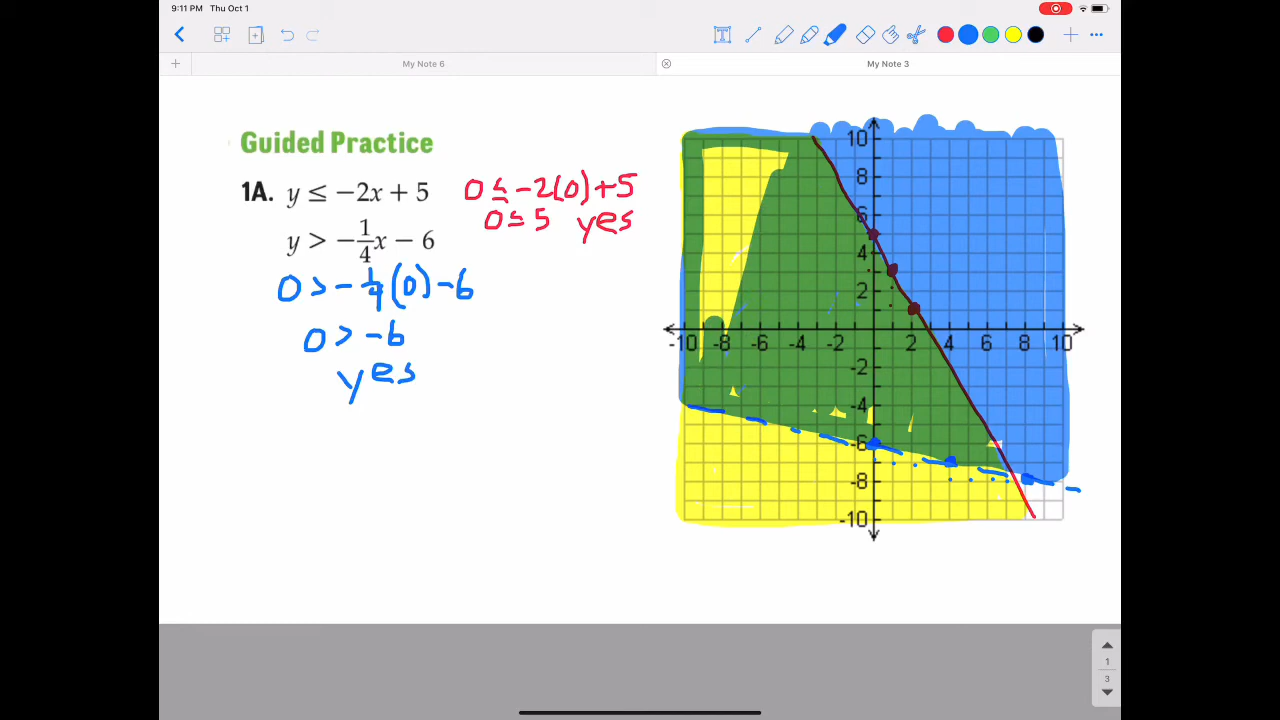 9:11 PM Thu Oct 1
My Note 6
My Note 3
Guided Practice
1A. y ≤ −2x + 5
0 ≤ -2(0)+5
0 ≤ 5 yes
y > −1/4x − 6
0 > - 1/4 (0) - 6
0 > -6
yes
10
8
6
4
2
-10 -8 -6 -4 -2 2 4 6 8 10
-2
-4
-6
-8
-10
1
3